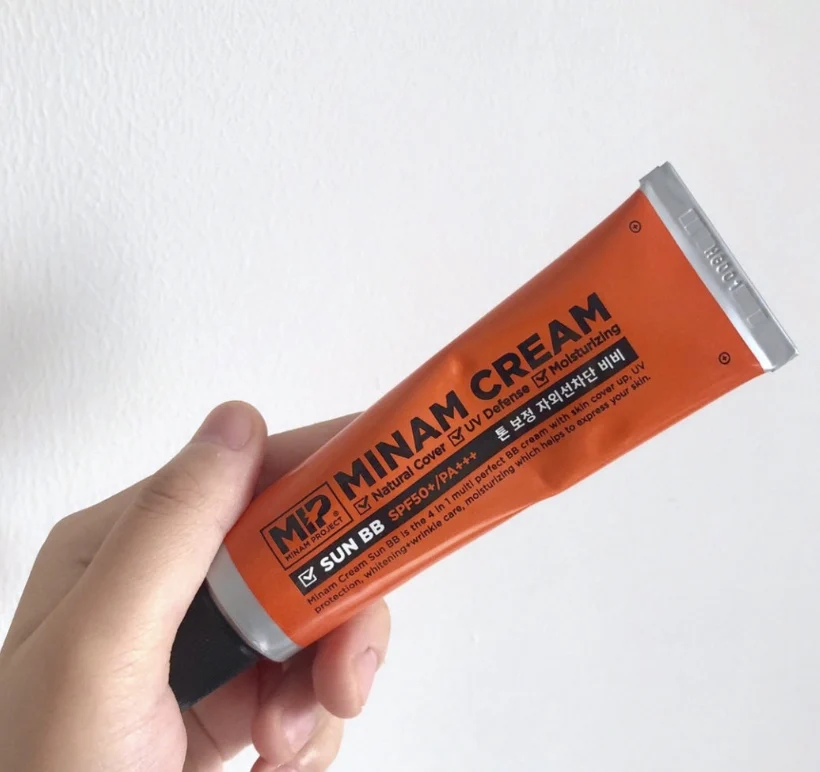 MIP
MINAM PROJECT®
MINAM CREAM
Natural Cover UV Defense Moisturizing
SUN BB SPF50+/PA+++ 톤 보정 자외선차단 비비
Minam Cream Sun BB is the 4 in 1 multi perfect BB cream with skin cover up, UV
protection, whitening+wrinkle care, moisturizing which helps to express your skin.
HG001